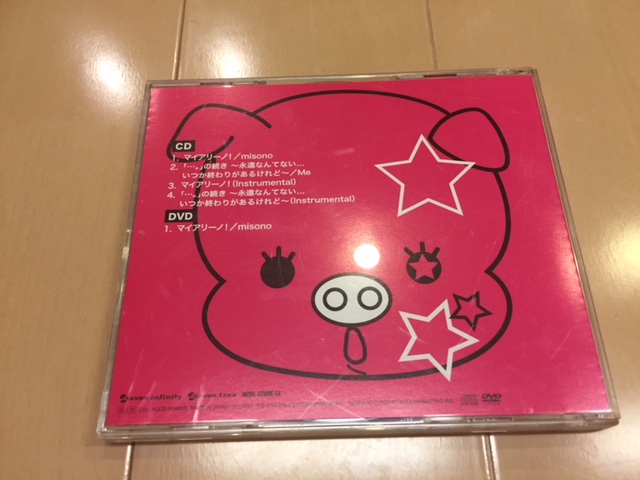 CD
1. マイアリーノ!／misono
2. 「…。」の続き ～永遠なんてない…
いつか終わりがあるけれど～／Me
3. マイアリーノ!(Instrumental)
4. 「…。」の続き ～永遠なんてない…
いつか終わりがあるけれど～(Instrumental)
DVD
1. マイアリーノ!／misono
avex infinity avex trax
DVD